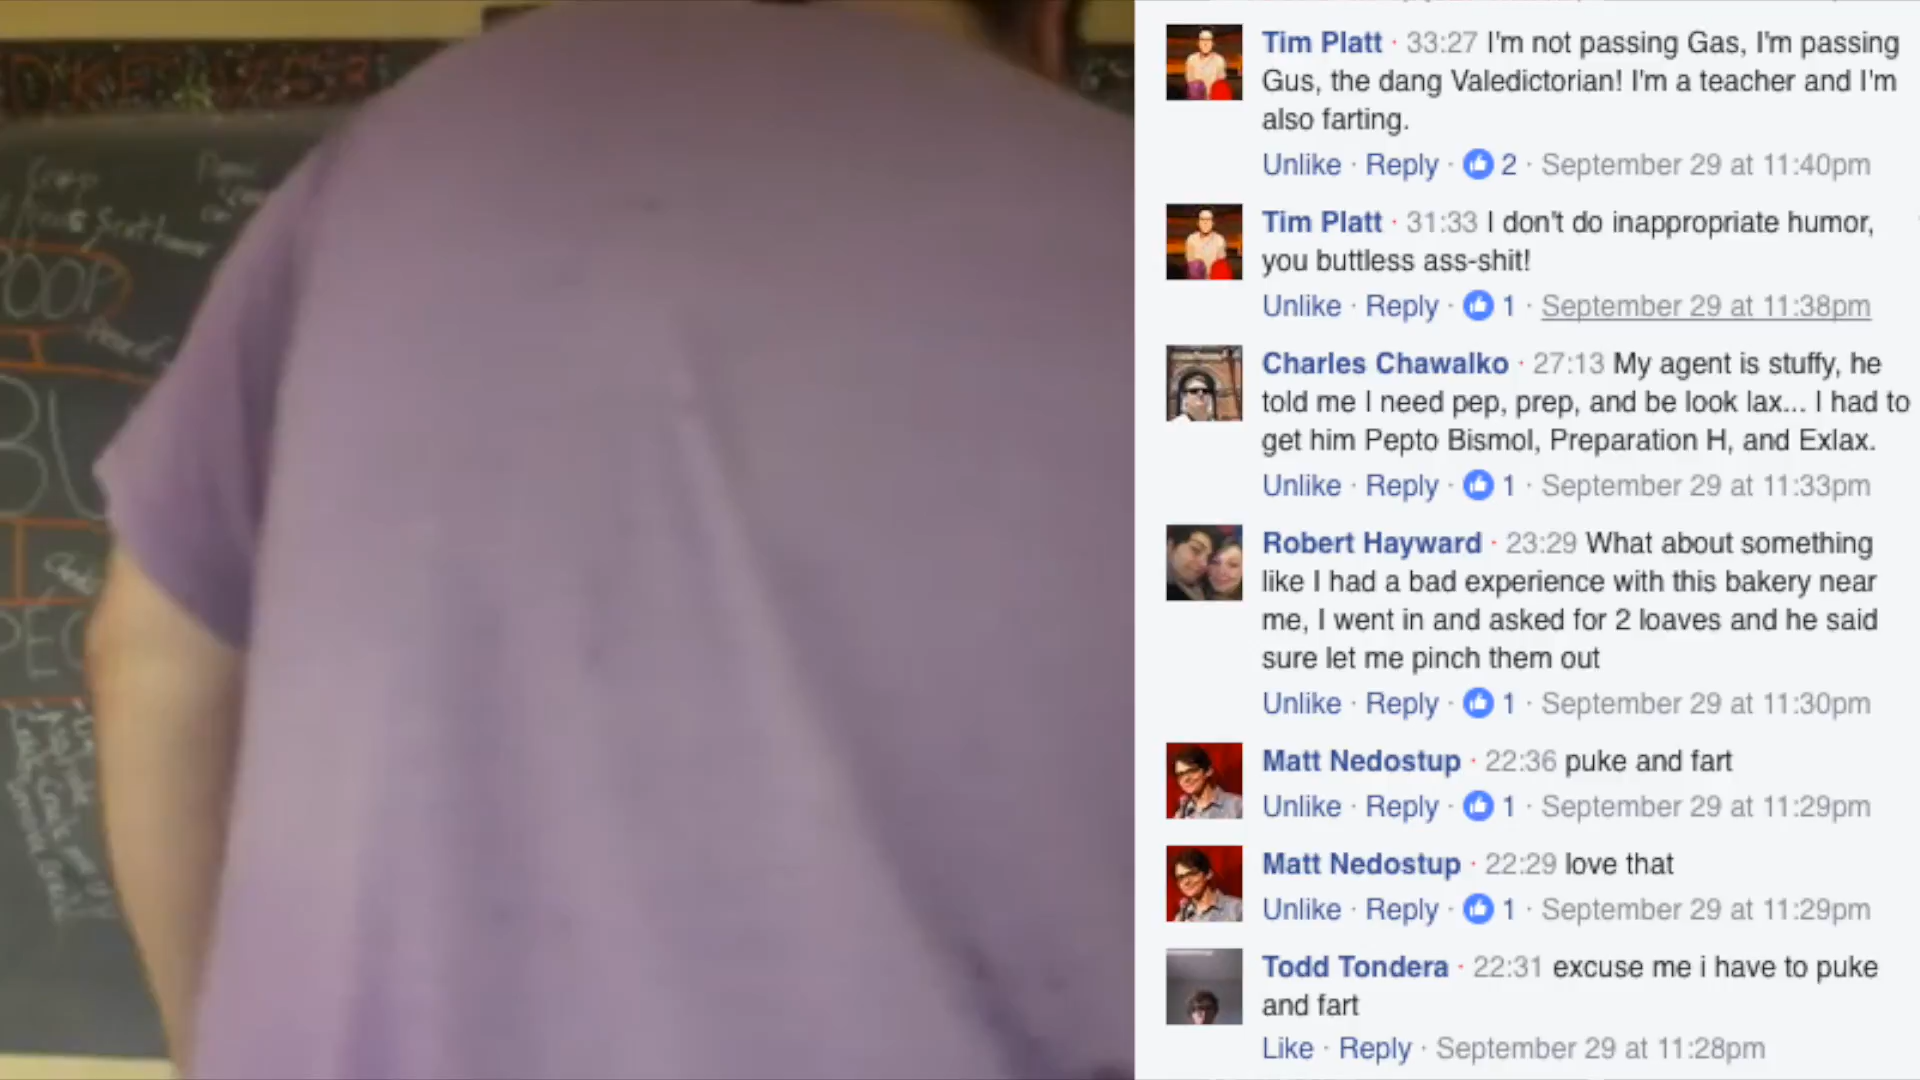 POOP
Tim Platt · 33:27 I'm not passing Gas, I'm passing
Gus, the dang Valedictorian! I'm a teacher and I'm
also farting.
Unlike · Reply · 2 · September 29 at 11:40pm
Tim Platt · 31:33 I don't do inappropriate humor,
you buttless ass-shit!
Unlike · Reply · 1 · September 29 at 11:38pm
Charles Chawalko · 27:13 My agent is stuffy, he
told me I need pep, prep, and be look lax... I had to
get him Pepto Bismol, Preparation H, and Exlax.
Unlike · Reply · 1 · September 29 at 11:33pm
Robert Hayward · 23:29 What about something
like I had a bad experience with this bakery near
me, I went in and asked for 2 loaves and he said
sure let me pinch them out
Unlike · Reply · 1 · September 29 at 11:30pm
Matt Nedostup · 22:36 puke and fart
Unlike · Reply · 1 · September 29 at 11:29pm
Matt Nedostup · 22:29 love that
Unlike · Reply · 1 · September 29 at 11:29pm
Todd Tondera · 22:31 excuse me i have to puke
and fart
Like · Reply · September 29 at 11:28pm